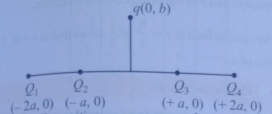 q(0, b)
Q₁ Q₂ Q₃ Q₄
(−2a, 0) (−a, 0) (+a, 0) (+2a, 0)